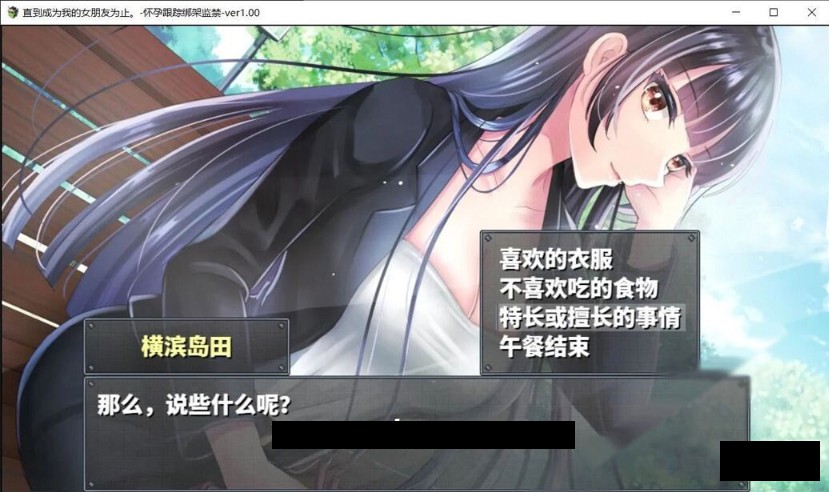 直到成为我的女朋友为止。-怀孕跟踪绑架监禁-ver1.00
喜欢的衣服
不喜欢吃的食物
特长或擅长的事情
午餐结束
横滨岛田
那么，说些什么呢？